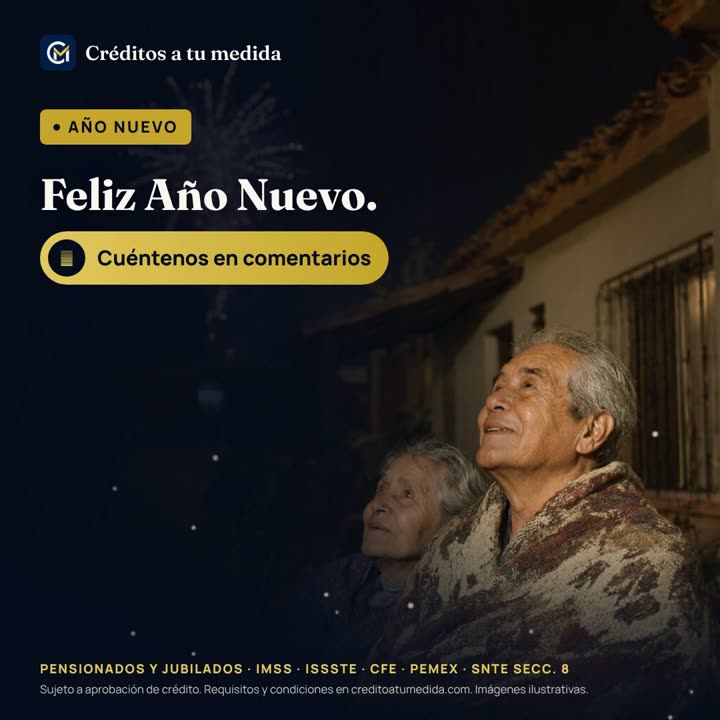 Créditos a tu medida
• AÑO NUEVO
Feliz Año Nuevo.
Cuéntenos en comentarios
PENSIONADOS Y JUBILADOS · IMSS · ISSSTE · CFE · PEMEX · SNTE SECC. 8
Sujeto a aprobación de crédito. Requisitos y condiciones en creditoatumedida.com. Imágenes ilustrativas.